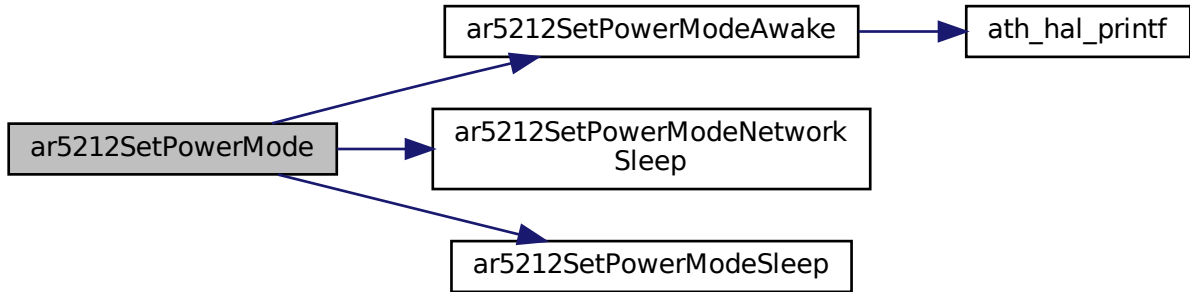 ar5212SetPowerModeAwake
ath_hal_printf
ar5212SetPowerMode
ar5212SetPowerModeNetwork
Sleep
ar5212SetPowerModeSleep